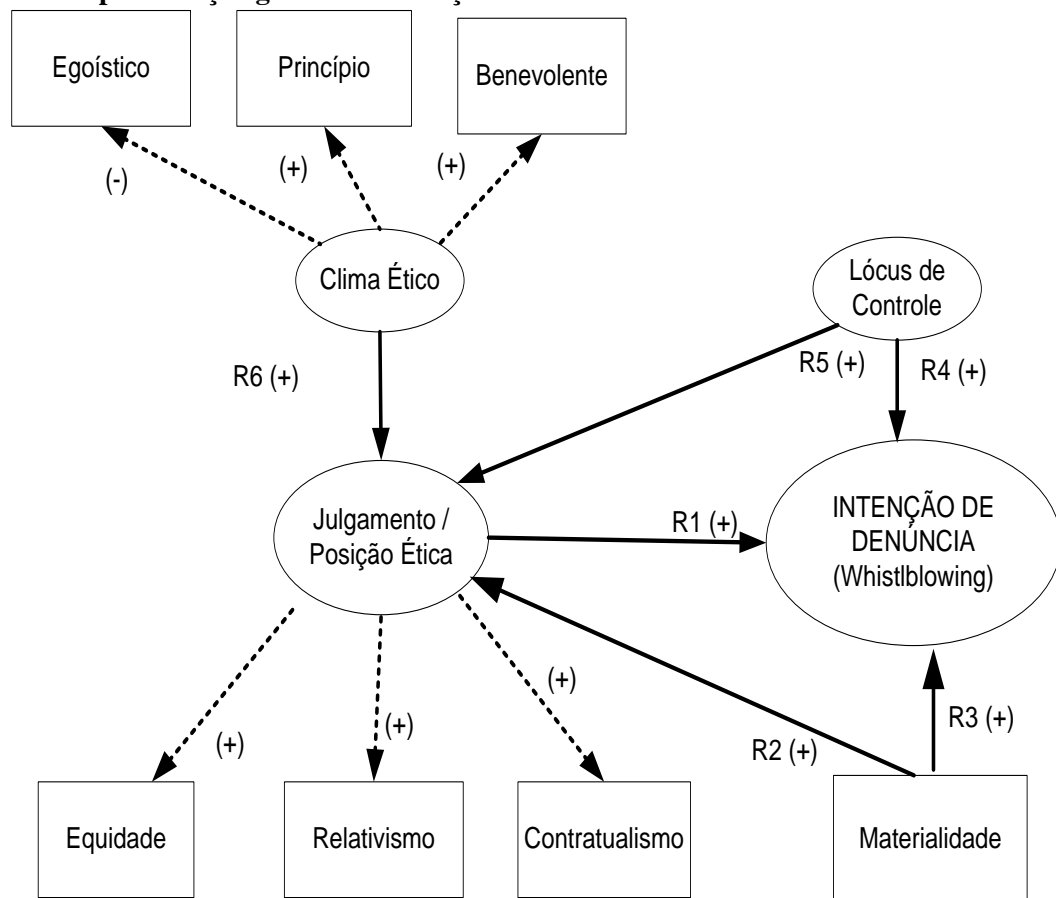 Egoístico
Princípio
Benevolente
(-)
(+)
(+)
Clima Ético
Lócus de
Controle
R6 (+)
R5 (+)
R4 (+)
Julgamento /
Posição Ética
R1 (+)
INTENÇÃO DE
DENÚNCIA
(Whistlblowing)
(+)
(+)
(+)
R2 (+)
R3 (+)
Equidade
Relativismo
Contratualismo
Materialidade